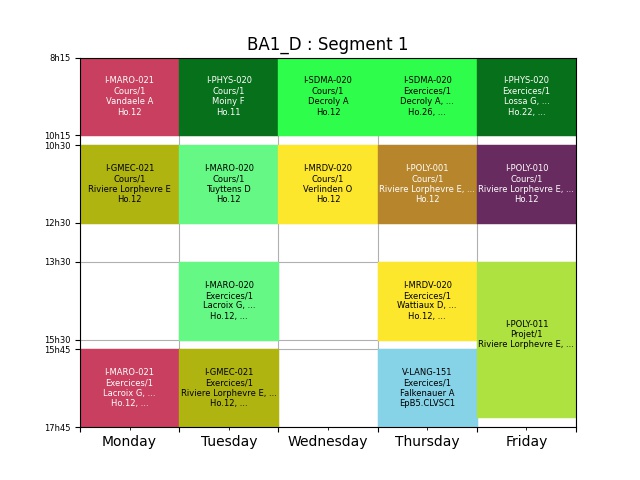 BA1_D : Segment 1
8h15
I-MARO-021
Cours/1
Vandaele A
Ho.12
I-PHYS-020
Cours/1
Moiny F
Ho.11
I-SDMA-020
Cours/1
Decroly A
Ho.12
I-SDMA-020
Exercices/1
Decroly A, ...
Ho.26, ...
I-PHYS-020
Exercices/1
Lossa G, ...
Ho.22, ...
10h15
10h30
I-GMEC-021
Cours/1
Riviere Lorphevre E
Ho.12
I-MARO-020
Cours/1
Tuyttens D
Ho.12
I-MRDV-020
Cours/1
Verlinden O
Ho.12
I-POLY-001
Cours/1
Riviere Lorphevre E, ...
Ho.12
I-POLY-010
Cours/1
Riviere Lorphevre E, ...
Ho.12
12h30
13h30
I-MARO-020
Exercices/1
Lacroix G, ...
Ho.12, ...
I-MRDV-020
Exercices/1
Wattiaux D, ...
Ho.12, ...
I-POLY-011
Projet/1
Riviere Lorphevre E, ...
15h30
15h45
I-MARO-021
Exercices/1
Lacroix G, ...
Ho.12, ...
I-GMEC-021
Exercices/1
Riviere Lorphevre E, ...
Ho.12, ...
V-LANG-151
Exercices/1
Falkenauer A
EpB5.CLVSC1
17h45
Monday
Tuesday
Wednesday
Thursday
Friday